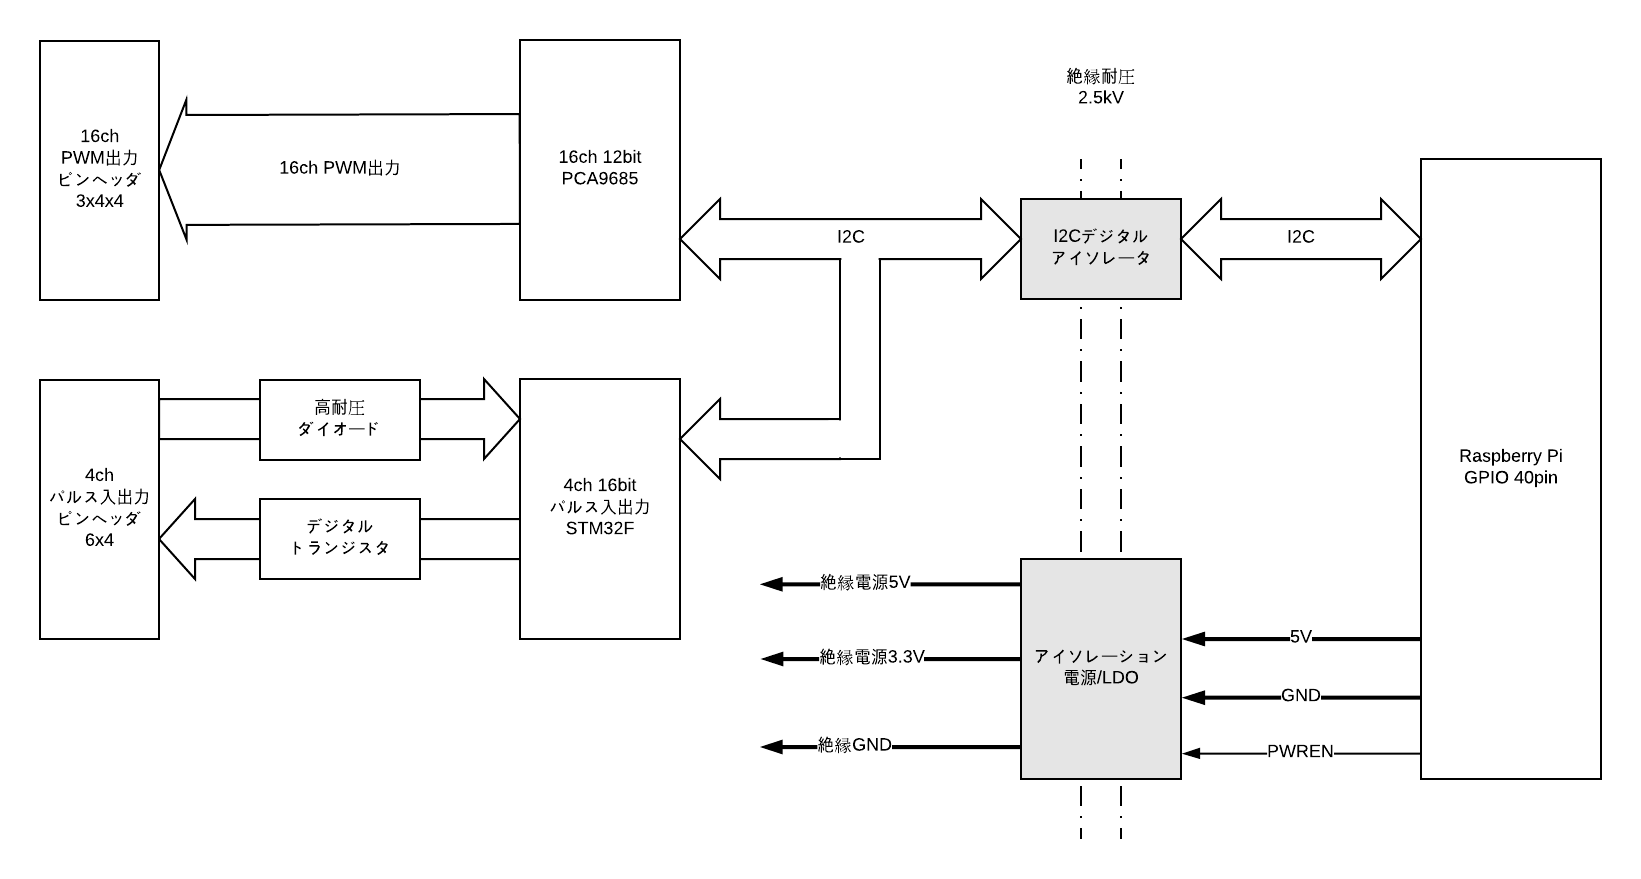 16ch
PWM出力
ピンヘッダ
3x4x4
16ch PWM出力
16ch 12bit
PCA9685
絶縁耐圧
2.5kV
I2C
I2Cデジタル
アイソレータ
I2C
4ch
パルス入出力
ピンヘッダ
6x4
高耐圧
ダイオード
デジタル
トランジスタ
4ch 16bit
パルス入出力
STM32F
Raspberry Pi
GPIO 40pin
絶縁電源5V
絶縁電源3.3V
絶縁GND
アイソレーション
電源/LDO
5V
GND
PWREN